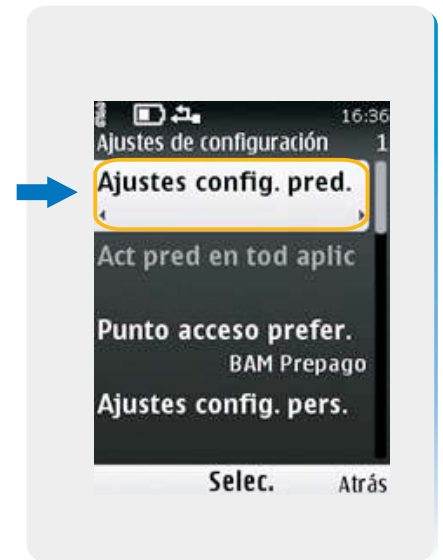 16:36
Ajustes de configuración 1
Ajustes config. pred.
Act pred en tod aplic
Punto acceso prefer.
BAM Prepago
Ajustes config. pers.
Selec. Atrás